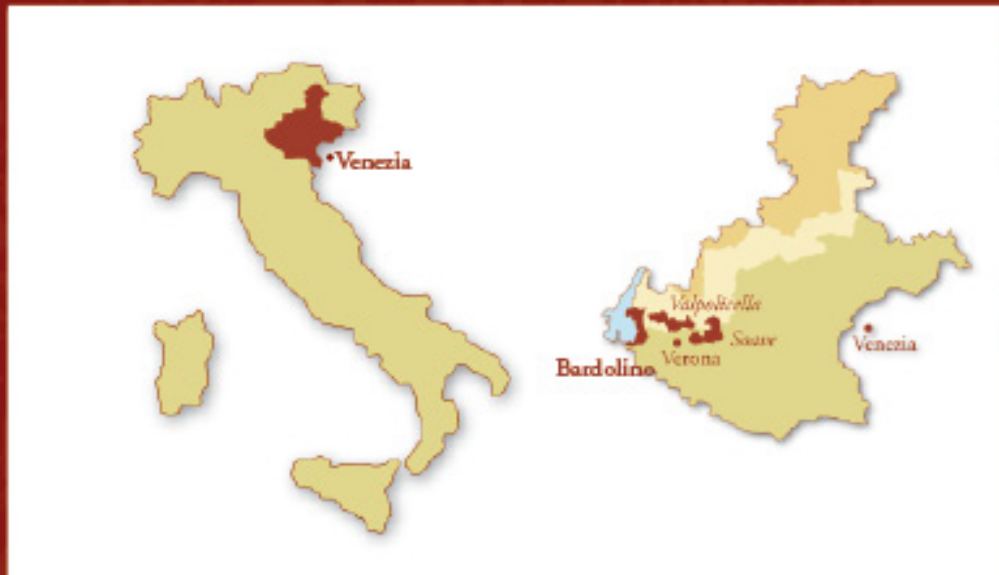 Venezia
Valpolicella
Soave
Venezia
Verona
Bardolino